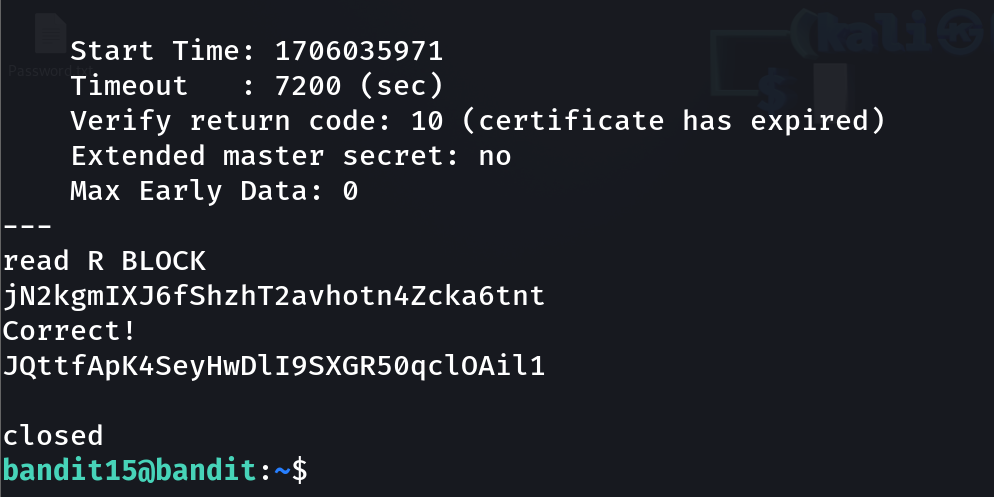 Start Time: 1706035971
Timeout   : 7200 (sec)
Verify return code: 10 (certificate has expired)
Extended master secret: no
Max Early Data: 0
---
read R BLOCK
jN2kgmIXJ6fShzhT2avhotn4Zcka6tnt
Correct!
JQttfApK4SeyHwDlI9SXGR50qclOAil1
closed
bandit15@bandit:~$
kali
$